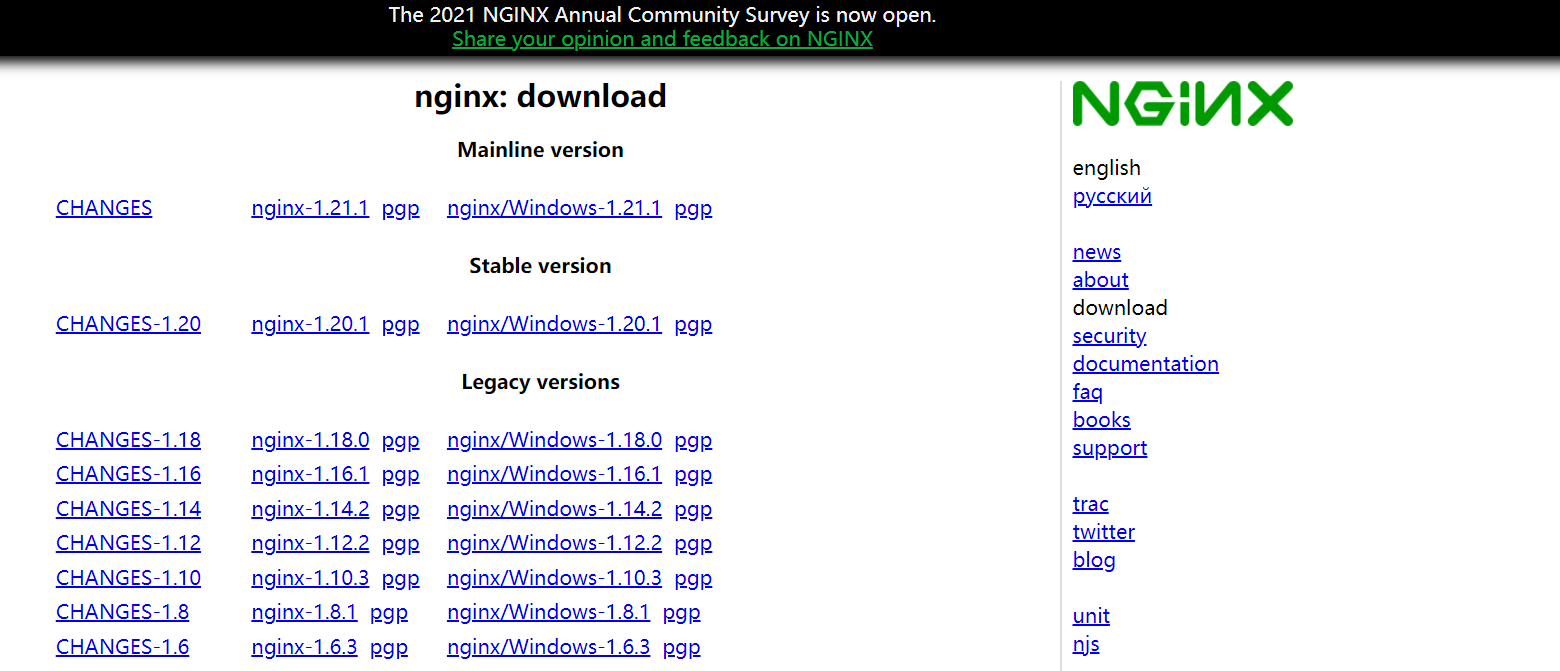 The 2021 NGINX Annual Community Survey is now open.
Share your opinion and feedback on NGINX
nginx: download
Mainline version
CHANGES nginx-1.21.1 pgp nginx/Windows-1.21.1 pgp
Stable version
CHANGES-1.20 nginx-1.20.1 pgp nginx/Windows-1.20.1 pgp
Legacy versions
CHANGES-1.18 nginx-1.18.0 pgp nginx/Windows-1.18.0 pgp
CHANGES-1.16 nginx-1.16.1 pgp nginx/Windows-1.16.1 pgp
CHANGES-1.14 nginx-1.14.2 pgp nginx/Windows-1.14.2 pgp
CHANGES-1.12 nginx-1.12.2 pgp nginx/Windows-1.12.2 pgp
CHANGES-1.10 nginx-1.10.3 pgp nginx/Windows-1.10.3 pgp
CHANGES-1.8 nginx-1.8.1 pgp nginx/Windows-1.8.1 pgp
CHANGES-1.6 nginx-1.6.3 pgp nginx/Windows-1.6.3 pgp
NGINX
english
русский
news
about
download
security
documentation
faq
books
support
trac
twitter
blog
unit
njs